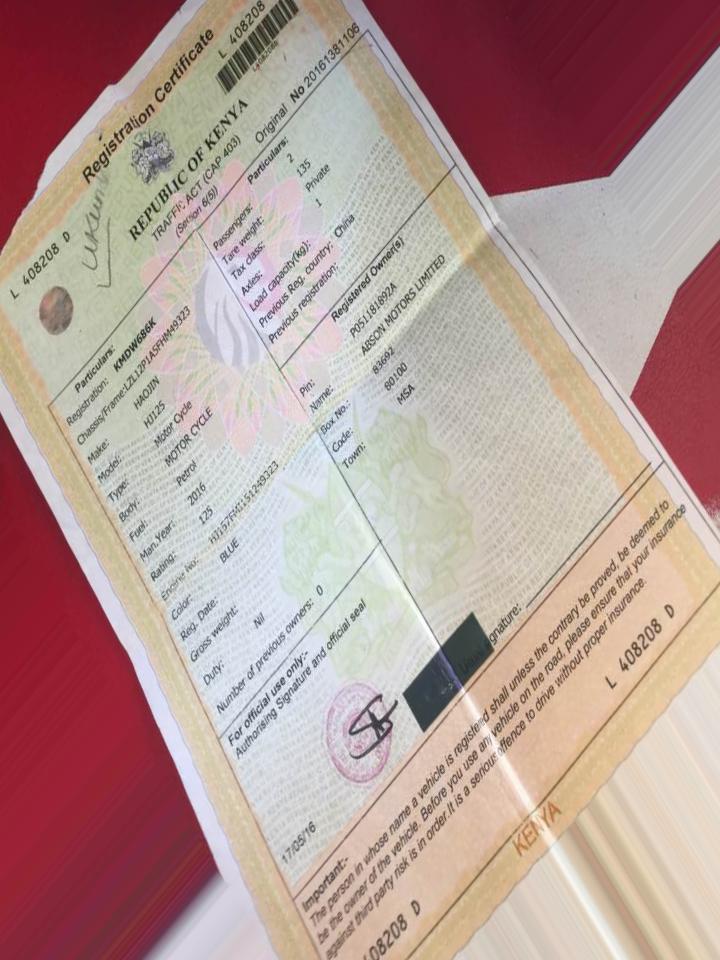 Registration Certificate
L 408208
L 408208 D
REPUBLIC OF KENYA
TRAFFIC ACT (CAP 403)
(Section 6(6))
Original No 20161381106
Particulars:
Registration: KMDW686K
Chassis/Frame: LZL12P1ASFHM49323
Make: HAOJIN
Model: HJ125
Type: Motor Cycle
Body: MOTOR CYCLE
Fuel: Petrol
Man.Year: 2016
Rating: 125
Engine No:
Color: BLUE
Reg. Date:
Gross weight:
Duty: Nil
Number of previous owners: 0
Particulars:
Passengers: 2
Tare weight: 135
Tax class: Private
Axles: 1
Load capacity(kg):
Previous Reg. country: China
Previous registration:
Registered Owner(s)
Pin: P051181892A
Name: ABSON MOTORS LIMITED
Box No.: 83692
Code: 80100
Town: MSA
For official use only:-
Authorising Signature and official seal
17/05/16
gnature:
Important:-
The person in whose name a vehicle is registered shall unless the contrary be proved, be deemed to
be the owner of the vehicle. Before you use any vehicle on the road, please ensure that your insurance
against third party risk is in order. It is a serious offence to drive without proper insurance.
L 408208 D
KENYA
408208 D